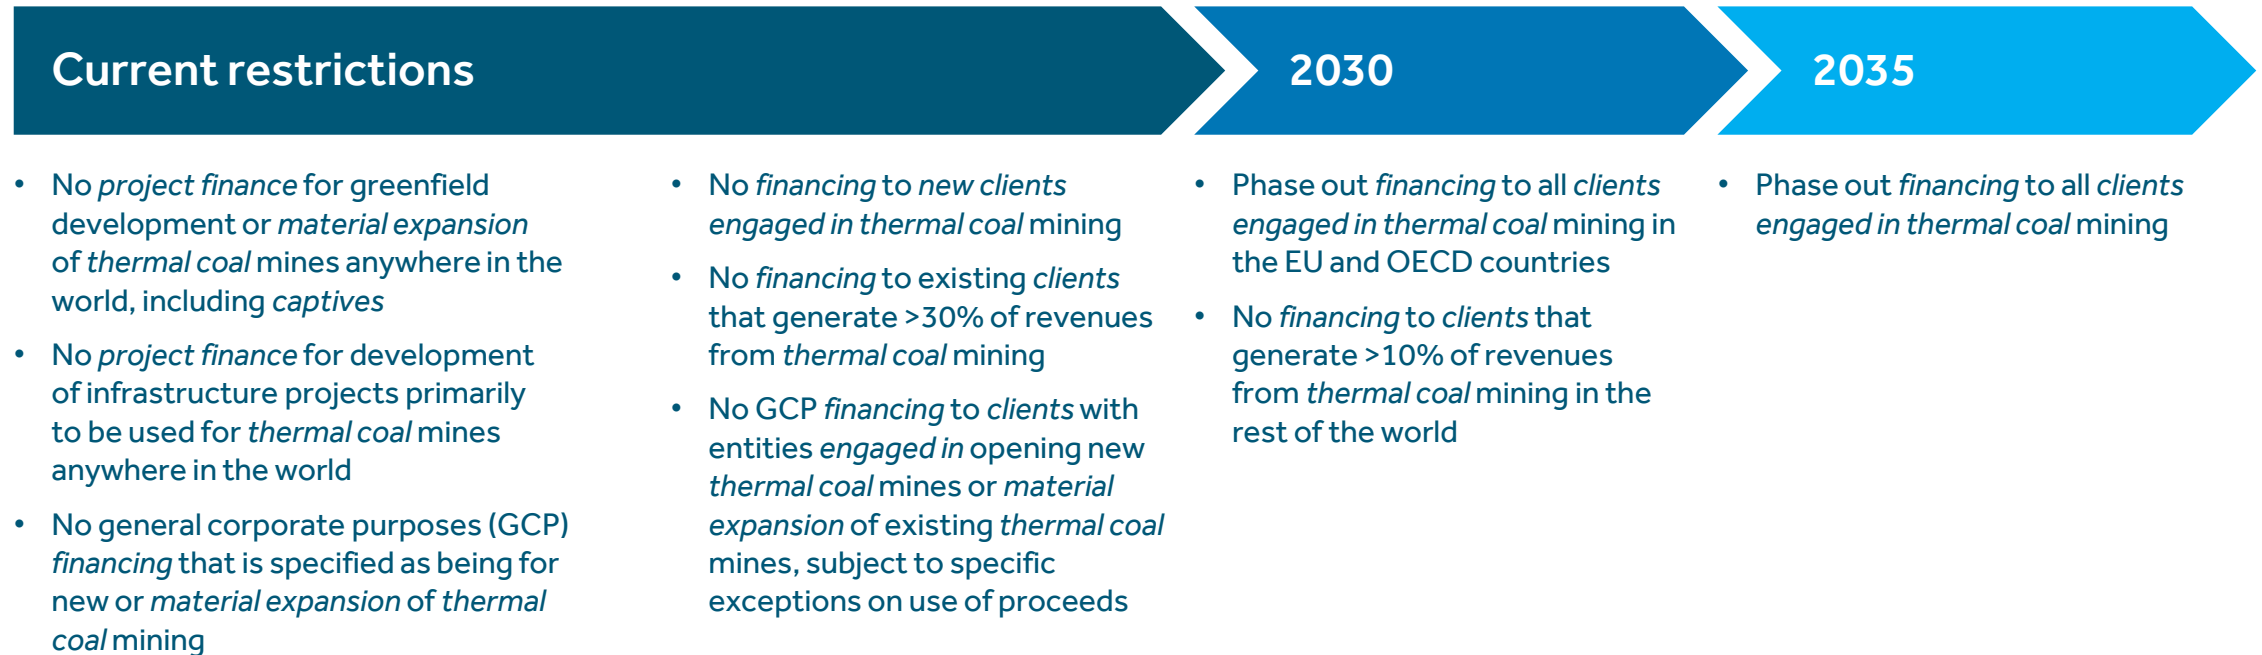 Current restrictions
• No project finance for greenfield
development or material expansion
of thermal coal mines anywhere in the
world, including captives
• No project finance for development
of infrastructure projects primarily
to be used for thermal coal mines
anywhere in the world
• No general corporate purposes (GCP)
financing that is specified as being for
new or material expansion of thermal
coal mining
• No financing to new clients
engaged in thermal coal mining
• No financing to existing clients
that generate >30% of revenues
from thermal coal mining
• No GCP financing to clients with
entities engaged in opening new
thermal coal mines or material
expansion of existing thermal coal
mines, subject to specific
exceptions on use of proceeds
2030
• Phase out financing to all clients
engaged in thermal coal mining in
the EU and OECD countries
• No financing to clients that
generate >10% of revenues
from thermal coal mining in the
rest of the world
2035
• Phase out financing to all clients
engaged in thermal coal mining